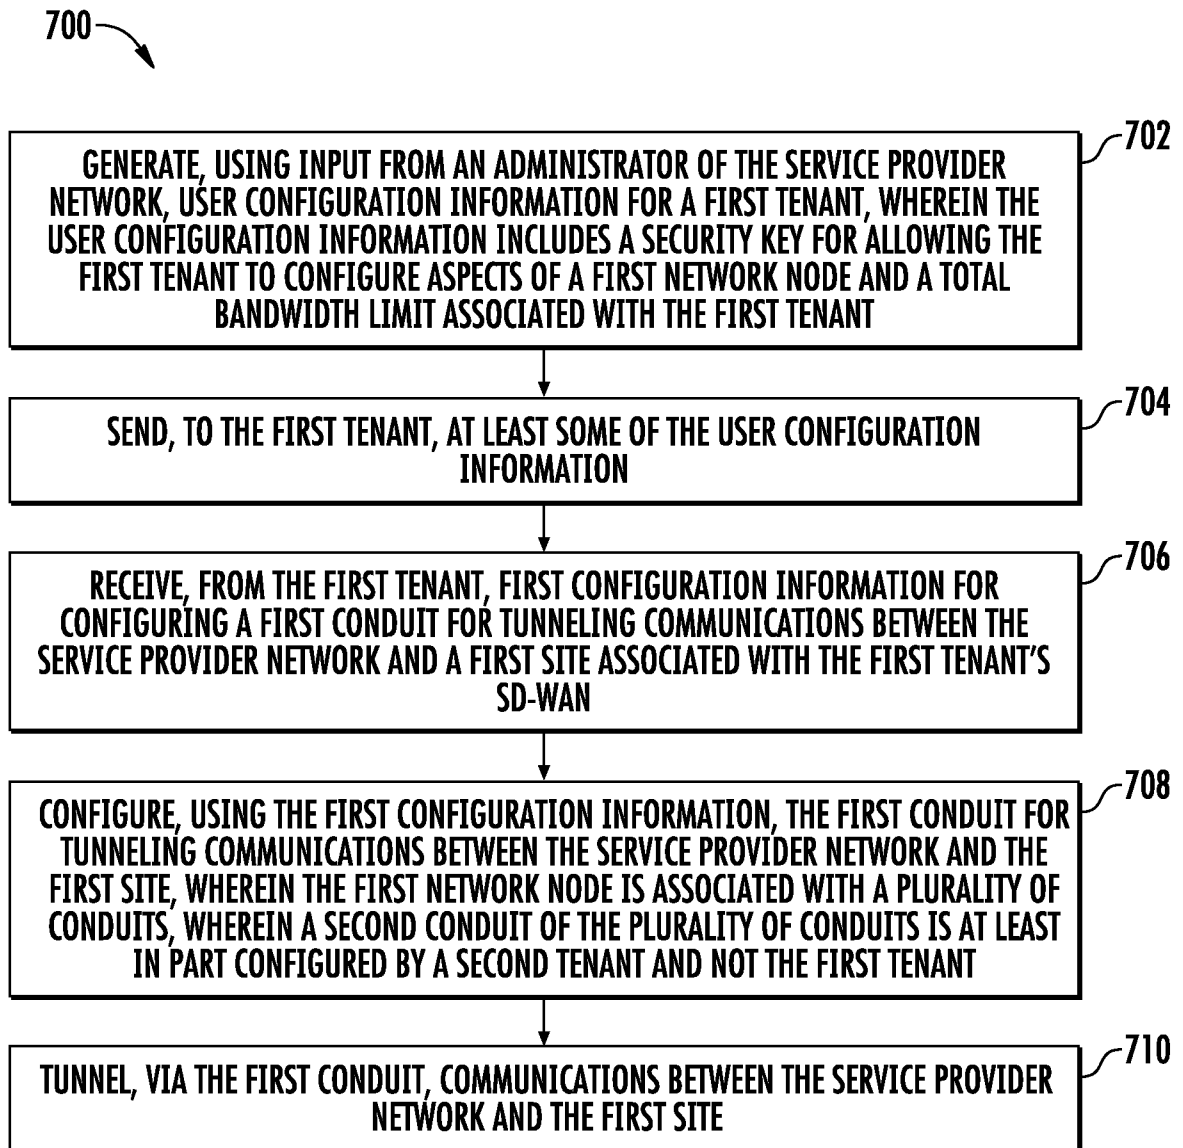 700
702
GENERATE, USING INPUT FROM AN ADMINISTRATOR OF THE SERVICE PROVIDER
NETWORK, USER CONFIGURATION INFORMATION FOR A FIRST TENANT, WHEREIN THE
USER CONFIGURATION INFORMATION INCLUDES A SECURITY KEY FOR ALLOWING THE
FIRST TENANT TO CONFIGURE ASPECTS OF A FIRST NETWORK NODE AND A TOTAL
BANDWIDTH LIMIT ASSOCIATED WITH THE FIRST TENANT
704
SEND, TO THE FIRST TENANT, AT LEAST SOME OF THE USER CONFIGURATION
INFORMATION
706
RECEIVE, FROM THE FIRST TENANT, FIRST CONFIGURATION INFORMATION FOR
CONFIGURING A FIRST CONDUIT FOR TUNNELING COMMUNICATIONS BETWEEN THE
SERVICE PROVIDER NETWORK AND A FIRST SITE ASSOCIATED WITH THE FIRST TENANT'S
SD-WAN
708
CONFIGURE, USING THE FIRST CONFIGURATION INFORMATION, THE FIRST CONDUIT FOR
TUNNELING COMMUNICATIONS BETWEEN THE SERVICE PROVIDER NETWORK AND THE
FIRST SITE, WHEREIN THE FIRST NETWORK NODE IS ASSOCIATED WITH A PLURALITY OF
CONDUITS, WHEREIN A SECOND CONDUIT OF THE PLURALITY OF CONDUITS IS AT LEAST
IN PART CONFIGURED BY A SECOND TENANT AND NOT THE FIRST TENANT
710
TUNNEL, VIA THE FIRST CONDUIT, COMMUNICATIONS BETWEEN THE SERVICE PROVIDER
NETWORK AND THE FIRST SITE